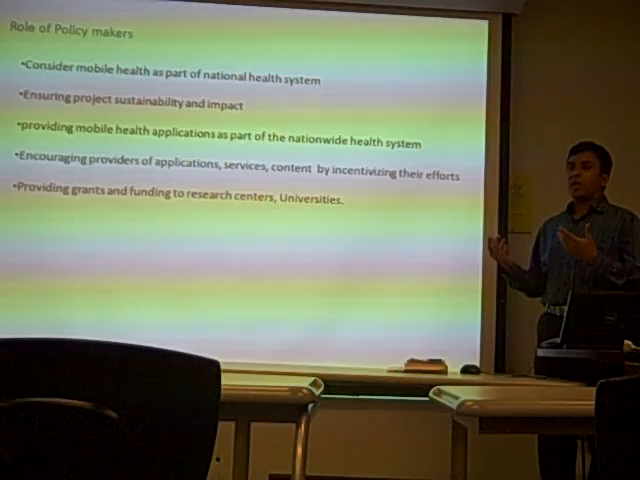 Role of Policy makers
•Consider mobile health as part of national health system
•Ensuring project sustainability and impact
•providing mobile health applications as part of the nationwide health system
•Encouraging providers of applications, services, content by incentivizing their efforts
•Providing grants and funding to research centers, Universities.